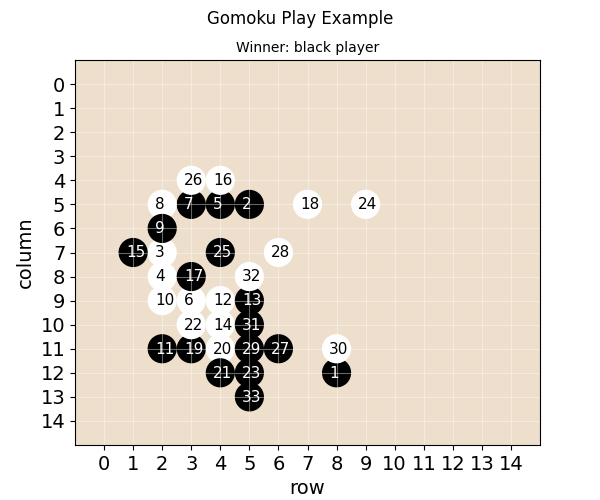 Gomoku Play Example
Winner: black player
0
1
2
3
4 26 16
5 8 7 5 2 18 24
6 9
7 15 3 25 28
8 4 17 32
9 10 6 12 13
10 22 14 31
11 11 19 20 29 27 30
12 21 23 1
13 33
14
column
0 1 2 3 4 5 6 7 8 9 10 11 12 13 14
row